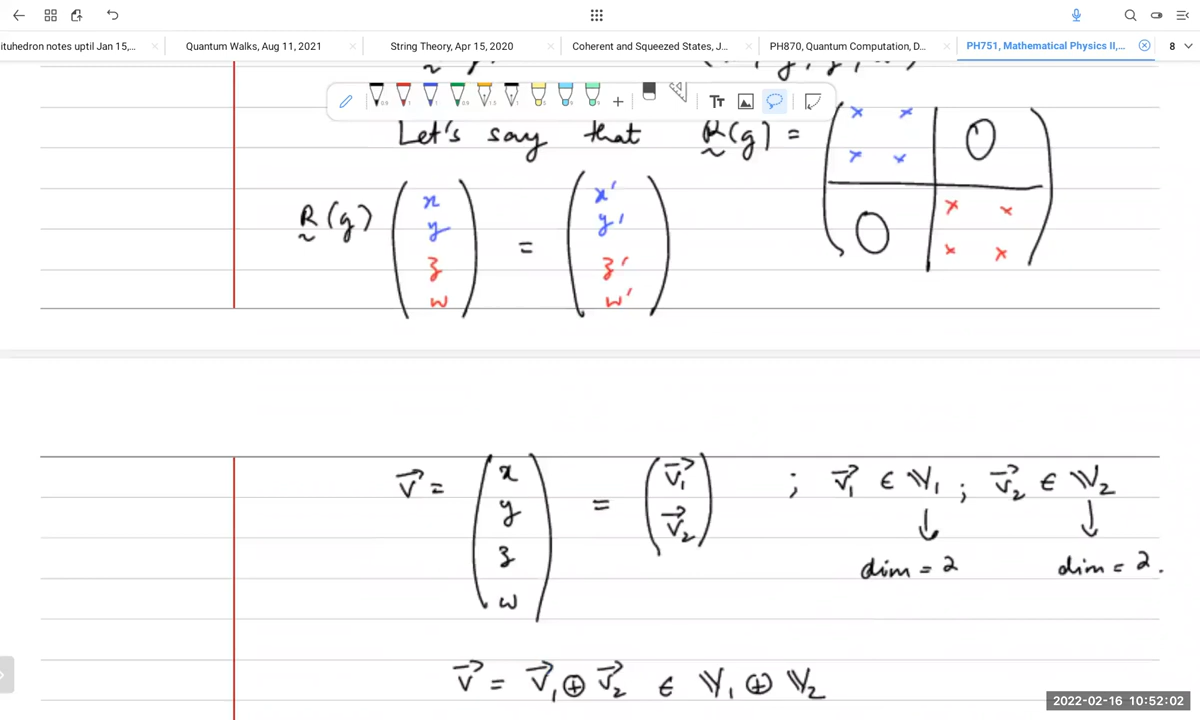 ituhedron notes uptil Jan 15,... Quantum Walks, Aug 11, 2021 String Theory, Apr 15, 2020 Coherent and Squeezed States, J... PH870, Quantum Computation, D... PH751, Mathematical Physics II,... 8
Let's say that R(g) = ( x x | 0
x x |
0 | x x
| x x )
R(g) ( x y z w ) = ( x' y' z' w' )
v⃗ = ( x y z w ) = ( v⃗₁ v⃗₂ ) ; v⃗₁ ∈ 𝕍₁ ; v⃗₂ ∈ 𝕍₂
↓ ↓
dim = 2 dim = 2.
v⃗ = v⃗₁ ⊕ v⃗₂ ∈ 𝕍₁ ⊕ 𝕍₂
2022-02-16 10:52:02